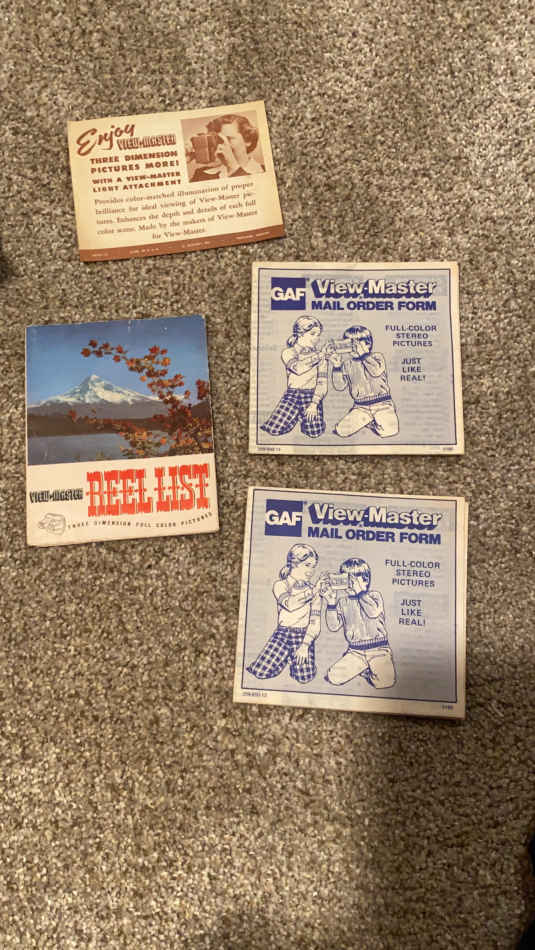 Enjoy
VIEW-MASTER
THREE DIMENSION
PICTURES MORE!
WITH A VIEW-MASTER
LIGHT ATTACHMENT
Provides color-matched illumination of proper
brilliance for ideal viewing of View-Master pic-
tures. Enhances the depth and details of each full
color scene. Made by the makers of View-Master
for View-Master.
VIEW-MASTER REEL LIST
THREE DIMENSION FULL COLOR PICTURES
GAF View-Master
MAIL ORDER FORM
FULL-COLOR
STEREO
PICTURES
JUST
LIKE
REAL!
GAF View-Master
MAIL ORDER FORM
FULL-COLOR
STEREO
PICTURES
JUST
LIKE
REAL!